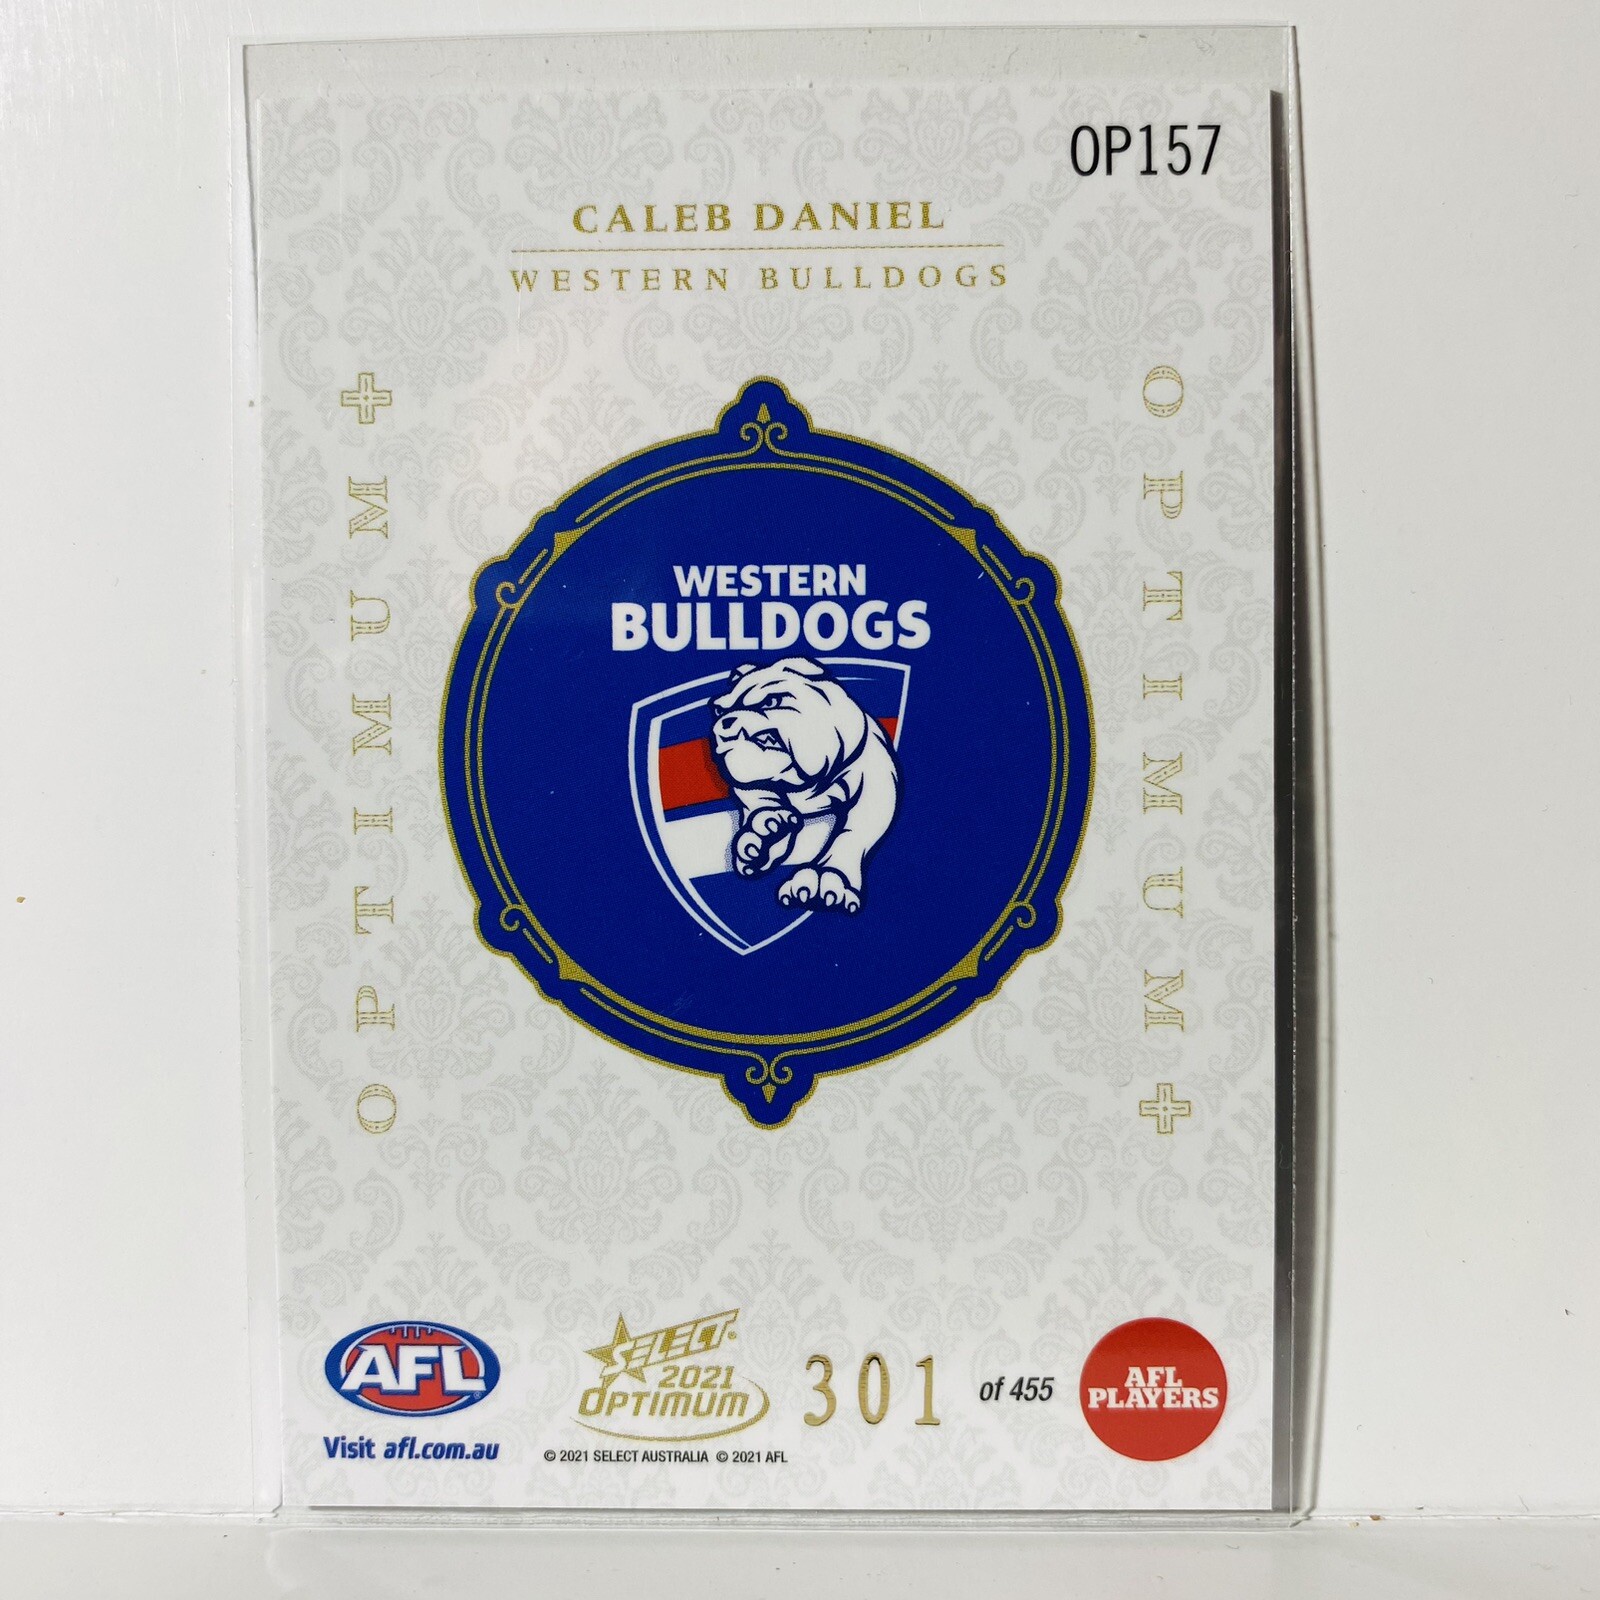 OP157
CALEB DANIEL
WESTERN BULLDOGS
OPTIMUM+
OPTIMUM+
WESTERN
BULLDOGS
AFL
Visit afl.com.au
SELECT
2021
OPTIMUM
301 of 455
AFL
PLAYERS
© 2021 SELECT AUSTRALIA © 2021 AFL